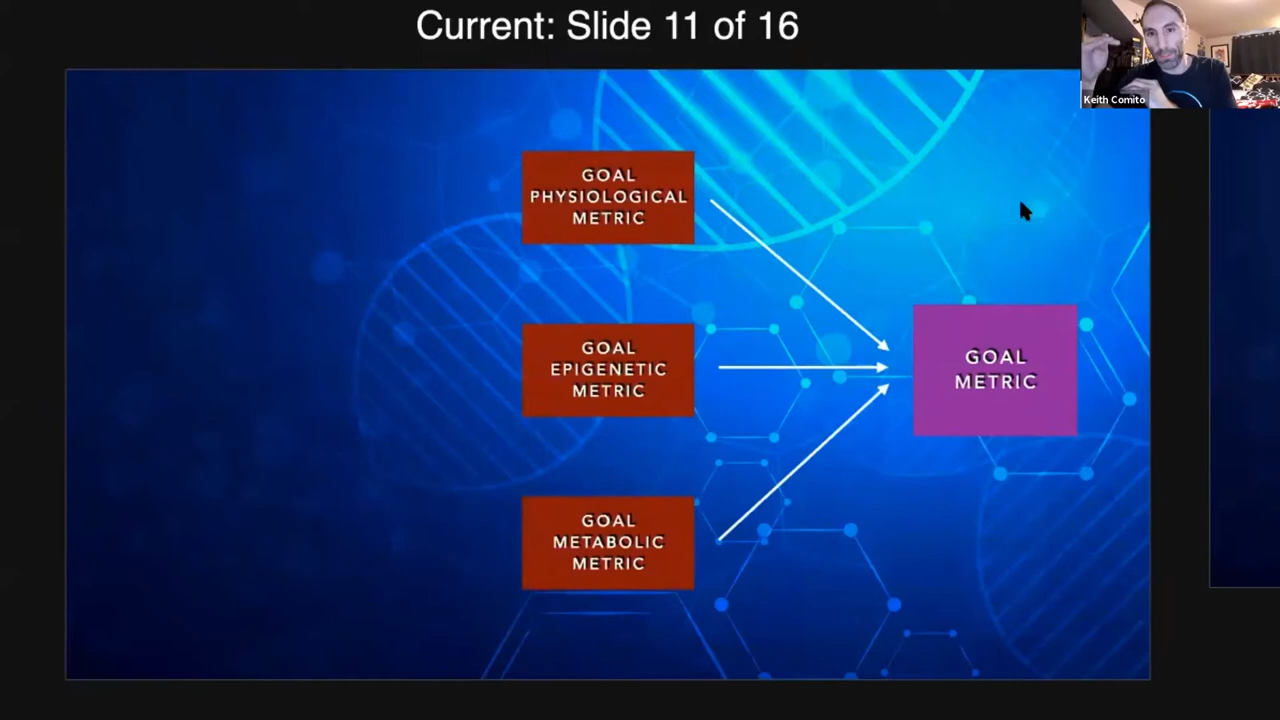 Current: Slide 11 of 16
Keith Comito
GOAL
PHYSIOLOGICAL
METRIC
GOAL
EPIGENETIC
METRIC
GOAL
METRIC
GOAL
METABOLIC
METRIC